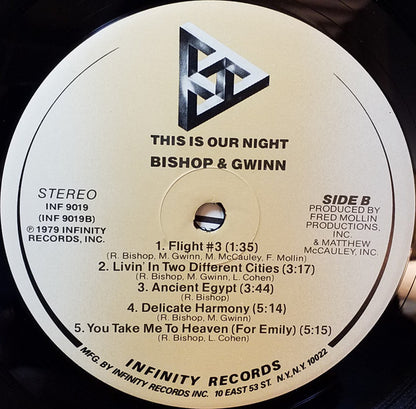 THIS IS OUR NIGHT
BISHOP & GWINN
STEREO
INF 9019
(INF 9019B)
℗ 1979 INFINITY
RECORDS, INC.
SIDE B
PRODUCED BY
FRED MOLLIN
PRODUCTIONS,
INC.
& MATTHEW
McCAULEY, INC.
1. Flight #3 (1:35)
(R. Bishop, M. Gwinn, M. McCauley, F. Mollin)
2. Livin' In Two Different Cities (3:17)
(R. Bishop, M. Gwinn, L. Cohen)
3. Ancient Egypt (3:44)
(R. Bishop)
4. Delicate Harmony (5:14)
(R. Bishop, M. Gwinn)
5. You Take Me To Heaven (For Emily) (5:15)
(R. Bishop, L. Cohen)
INFINITY RECORDS
MFG. BY INFINITY RECORDS INC. 10 EAST 53 ST. N.Y., N.Y. 10022